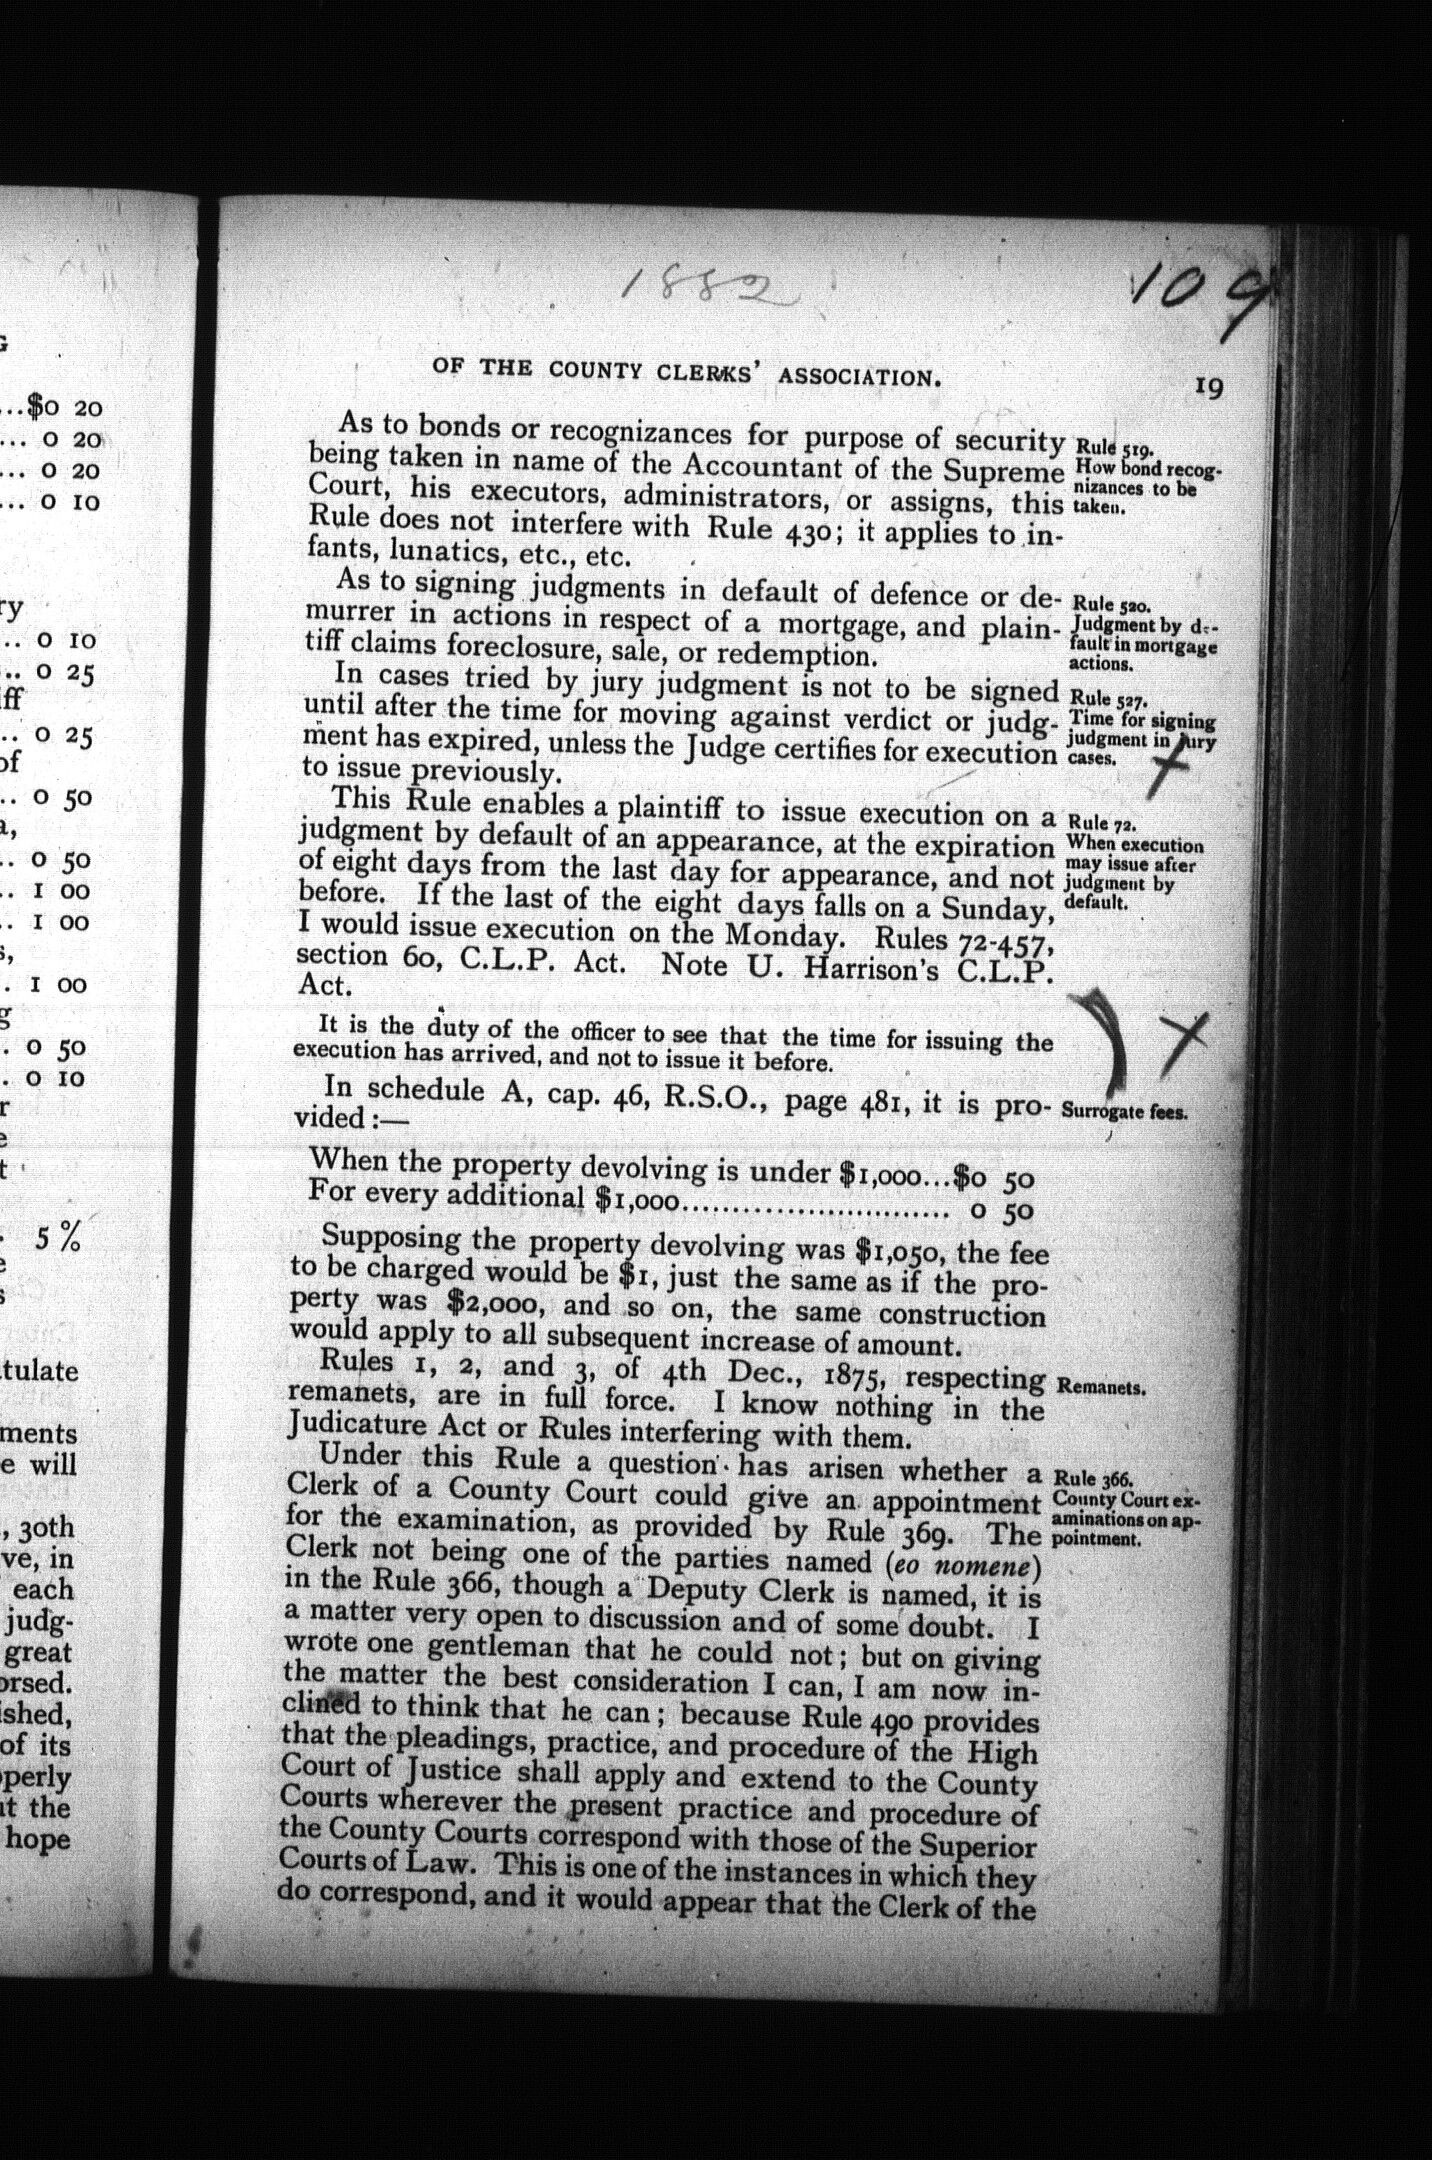 G
...$0 20
... 0 20
... 0 20
... 0 10
ry
.. 0 10
.. 0 25
iff
.. 0 25
of
.. 0 50
a,
.. 0 50
.. 1 00
.. 1 00
s,
. 1 00
g
. 0 50
. 0 10
r
e
t
. 5 %
e
s
tulate
ments
e will
, 30th
ve, in
each
judg-
great
orsed.
ished,
of its
perly
at the
hope
1882
109
OF THE COUNTY CLERKS' ASSOCIATION.
19
As to bonds or recognizances for purpose of security
being taken in name of the Accountant of the Supreme
Court, his executors, administrators, or assigns, this
Rule does not interfere with Rule 430; it applies to in-
fants, lunatics, etc., etc.
Rule 519.
How bond recog-
nizances to be
taken.
As to signing judgments in default of defence or de-
murrer in actions in respect of a mortgage, and plain-
tiff claims foreclosure, sale, or redemption.
Rule 520.
Judgment by de-
fault in mortgage
actions.
In cases tried by jury judgment is not to be signed
until after the time for moving against verdict or judg-
ment has expired, unless the Judge certifies for execution
to issue previously.
Rule 527.
Time for signing
judgment in jury
cases.
This Rule enables a plaintiff to issue execution on a
judgment by default of an appearance, at the expiration
of eight days from the last day for appearance, and not
before. If the last of the eight days falls on a Sunday,
I would issue execution on the Monday. Rules 72-457,
section 60, C.L.P. Act. Note U. Harrison's C.L.P.
Act.
Rule 72.
When execution
may issue after
judgment by
default.
It is the duty of the officer to see that the time for issuing the
execution has arrived, and not to issue it before.
In schedule A, cap. 46, R.S.O., page 481, it is pro-
vided:—
Surrogate fees.
When the property devolving is under $1,000...$0 50
For every additional $1,000........................... 0 50
Supposing the property devolving was $1,050, the fee
to be charged would be $1, just the same as if the pro-
perty was $2,000, and so on, the same construction
would apply to all subsequent increase of amount.
Rules 1, 2, and 3, of 4th Dec., 1875, respecting
remanets, are in full force. I know nothing in the
Judicature Act or Rules interfering with them.
Remanets.
Under this Rule a question has arisen whether a
Clerk of a County Court could give an appointment
for the examination, as provided by Rule 369. The
Clerk not being one of the parties named (eo nomene)
in the Rule 366, though a Deputy Clerk is named, it is
a matter very open to discussion and of some doubt. I
wrote one gentleman that he could not; but on giving
the matter the best consideration I can, I am now in-
clined to think that he can; because Rule 490 provides
that the pleadings, practice, and procedure of the High
Court of Justice shall apply and extend to the County
Courts wherever the present practice and procedure of
the County Courts correspond with those of the Superior
Courts of Law. This is one of the instances in which they
do correspond, and it would appear that the Clerk of the
Rule 366.
County Court ex-
aminations on ap-
pointment.